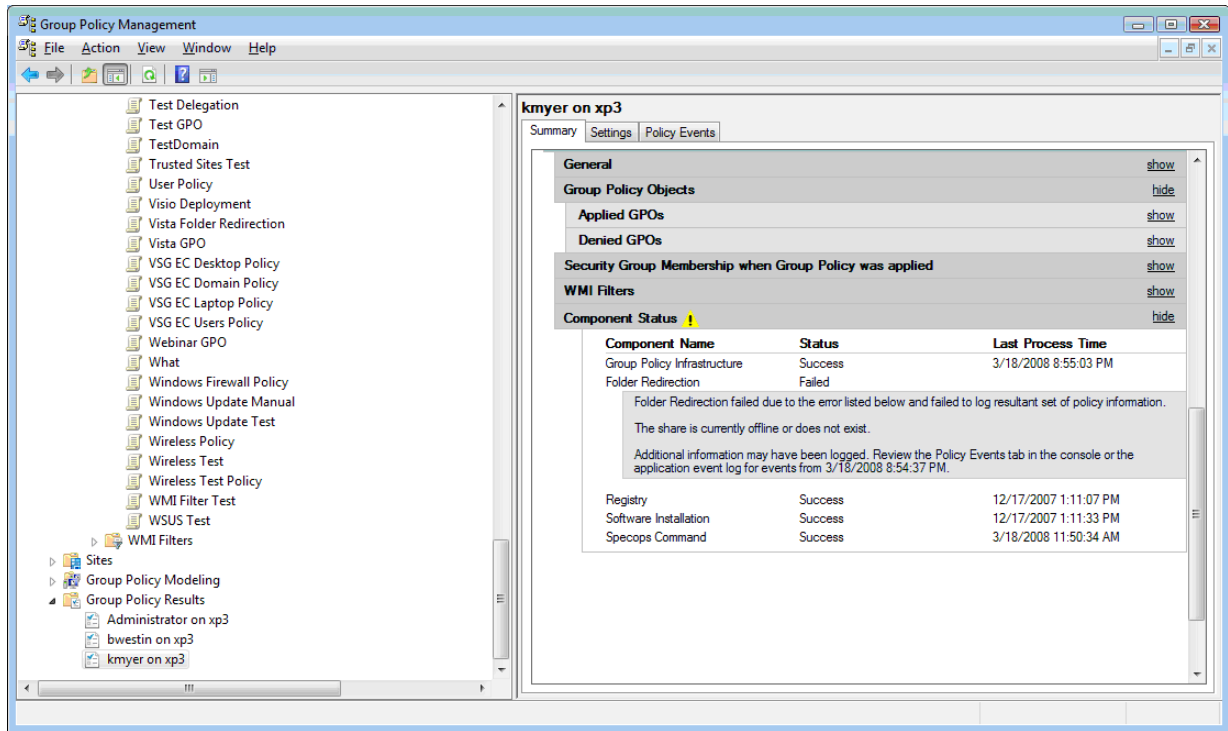 Group Policy Management
File Action View Window Help
Test Delegation
Test GPO
TestDomain
Trusted Sites Test
User Policy
Visio Deployment
Vista Folder Redirection
Vista GPO
VSG EC Desktop Policy
VSG EC Domain Policy
VSG EC Laptop Policy
VSG EC Users Policy
Webinar GPO
What
Windows Firewall Policy
Windows Update Manual
Windows Update Test
Wireless Policy
Wireless Test
Wireless Test Policy
WMI Filter Test
WSUS Test
WMI Filters
Sites
Group Policy Modeling
Group Policy Results
Administrator on xp3
bwestin on xp3
kmyer on xp3
kmyer on xp3
Summary Settings Policy Events
General show
Group Policy Objects hide
Applied GPOs show
Denied GPOs show
Security Group Membership when Group Policy was applied show
WMI Filters show
Component Status hide
Component Name Status Last Process Time
Group Policy Infrastructure Success 3/18/2008 8:55:03 PM
Folder Redirection Failed
Folder Redirection failed due to the error listed below and failed to log resultant set of policy information.
The share is currently offline or does not exist.
Additional information may have been logged. Review the Policy Events tab in the console or the
application event log for events from 3/18/2008 8:54:37 PM.
Registry Success 12/17/2007 1:11:07 PM
Software Installation Success 12/17/2007 1:11:33 PM
Specops Command Success 3/18/2008 11:50:34 AM